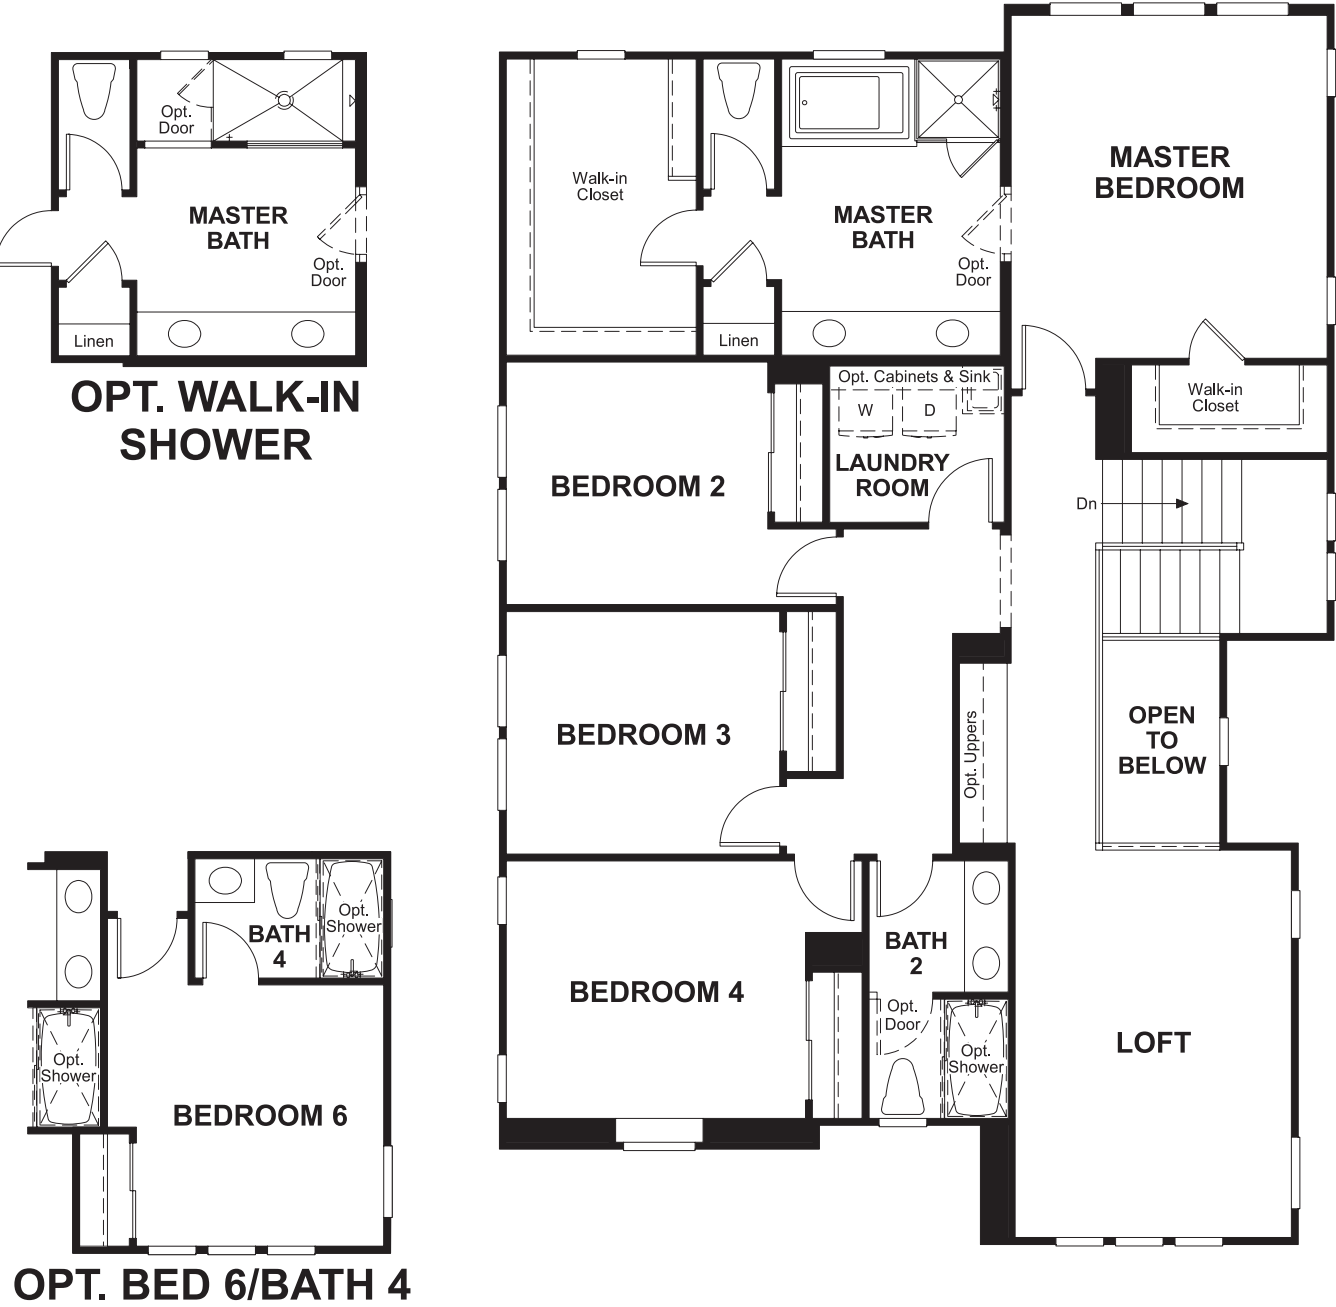 Opt.
Door
MASTER
BATH
Opt.
Door
Linen
OPT. WALK-IN
SHOWER
Walk-in
Closet
MASTER
BATH
Opt.
Door
Linen
MASTER
BEDROOM
Walk-in
Closet
Opt. Cabinets & Sink
W D
LAUNDRY
ROOM
BEDROOM 2
Dn
BEDROOM 3
Opt. Uppers
OPEN
TO
BELOW
BEDROOM 4
BATH
2
Opt.
Door
Opt.
Shower
LOFT
BATH
4
Opt.
Shower
Opt.
Shower
BEDROOM 6
OPT. BED 6/BATH 4